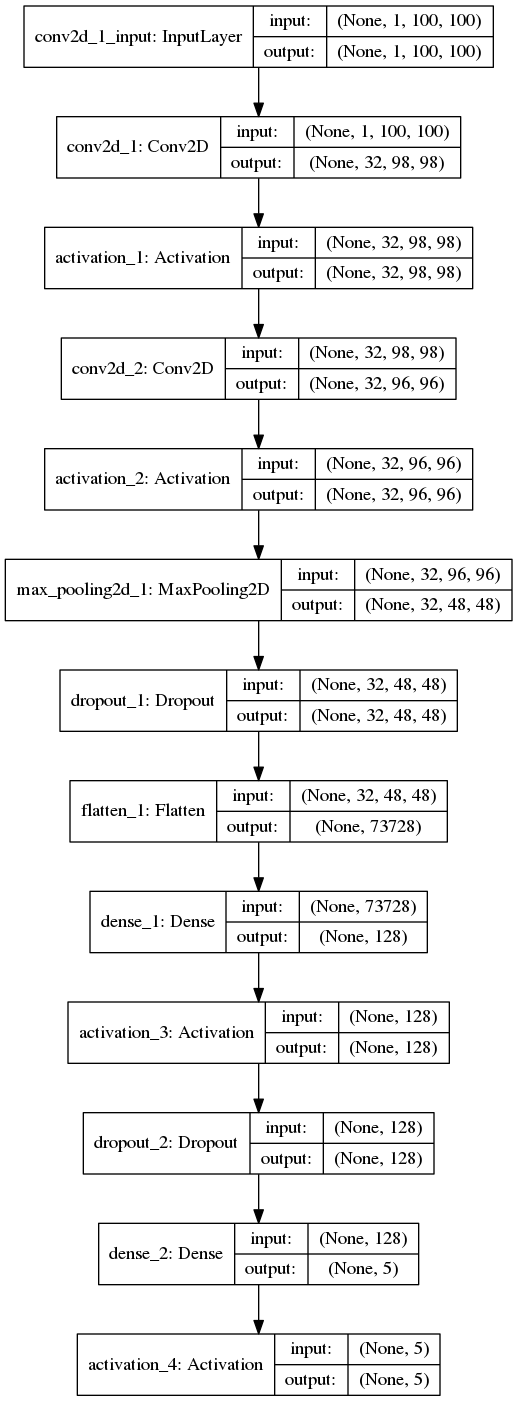 conv2d_1_input: InputLayer input: (None, 1, 100, 100)
output: (None, 1, 100, 100)
conv2d_1: Conv2D input: (None, 1, 100, 100)
output: (None, 32, 98, 98)
activation_1: Activation input: (None, 32, 98, 98)
output: (None, 32, 98, 98)
conv2d_2: Conv2D input: (None, 32, 98, 98)
output: (None, 32, 96, 96)
activation_2: Activation input: (None, 32, 96, 96)
output: (None, 32, 96, 96)
max_pooling2d_1: MaxPooling2D input: (None, 32, 96, 96)
output: (None, 32, 48, 48)
dropout_1: Dropout input: (None, 32, 48, 48)
output: (None, 32, 48, 48)
flatten_1: Flatten input: (None, 32, 48, 48)
output: (None, 73728)
dense_1: Dense input: (None, 73728)
output: (None, 128)
activation_3: Activation input: (None, 128)
output: (None, 128)
dropout_2: Dropout input: (None, 128)
output: (None, 128)
dense_2: Dense input: (None, 128)
output: (None, 5)
activation_4: Activation input: (None, 5)
output: (None, 5)